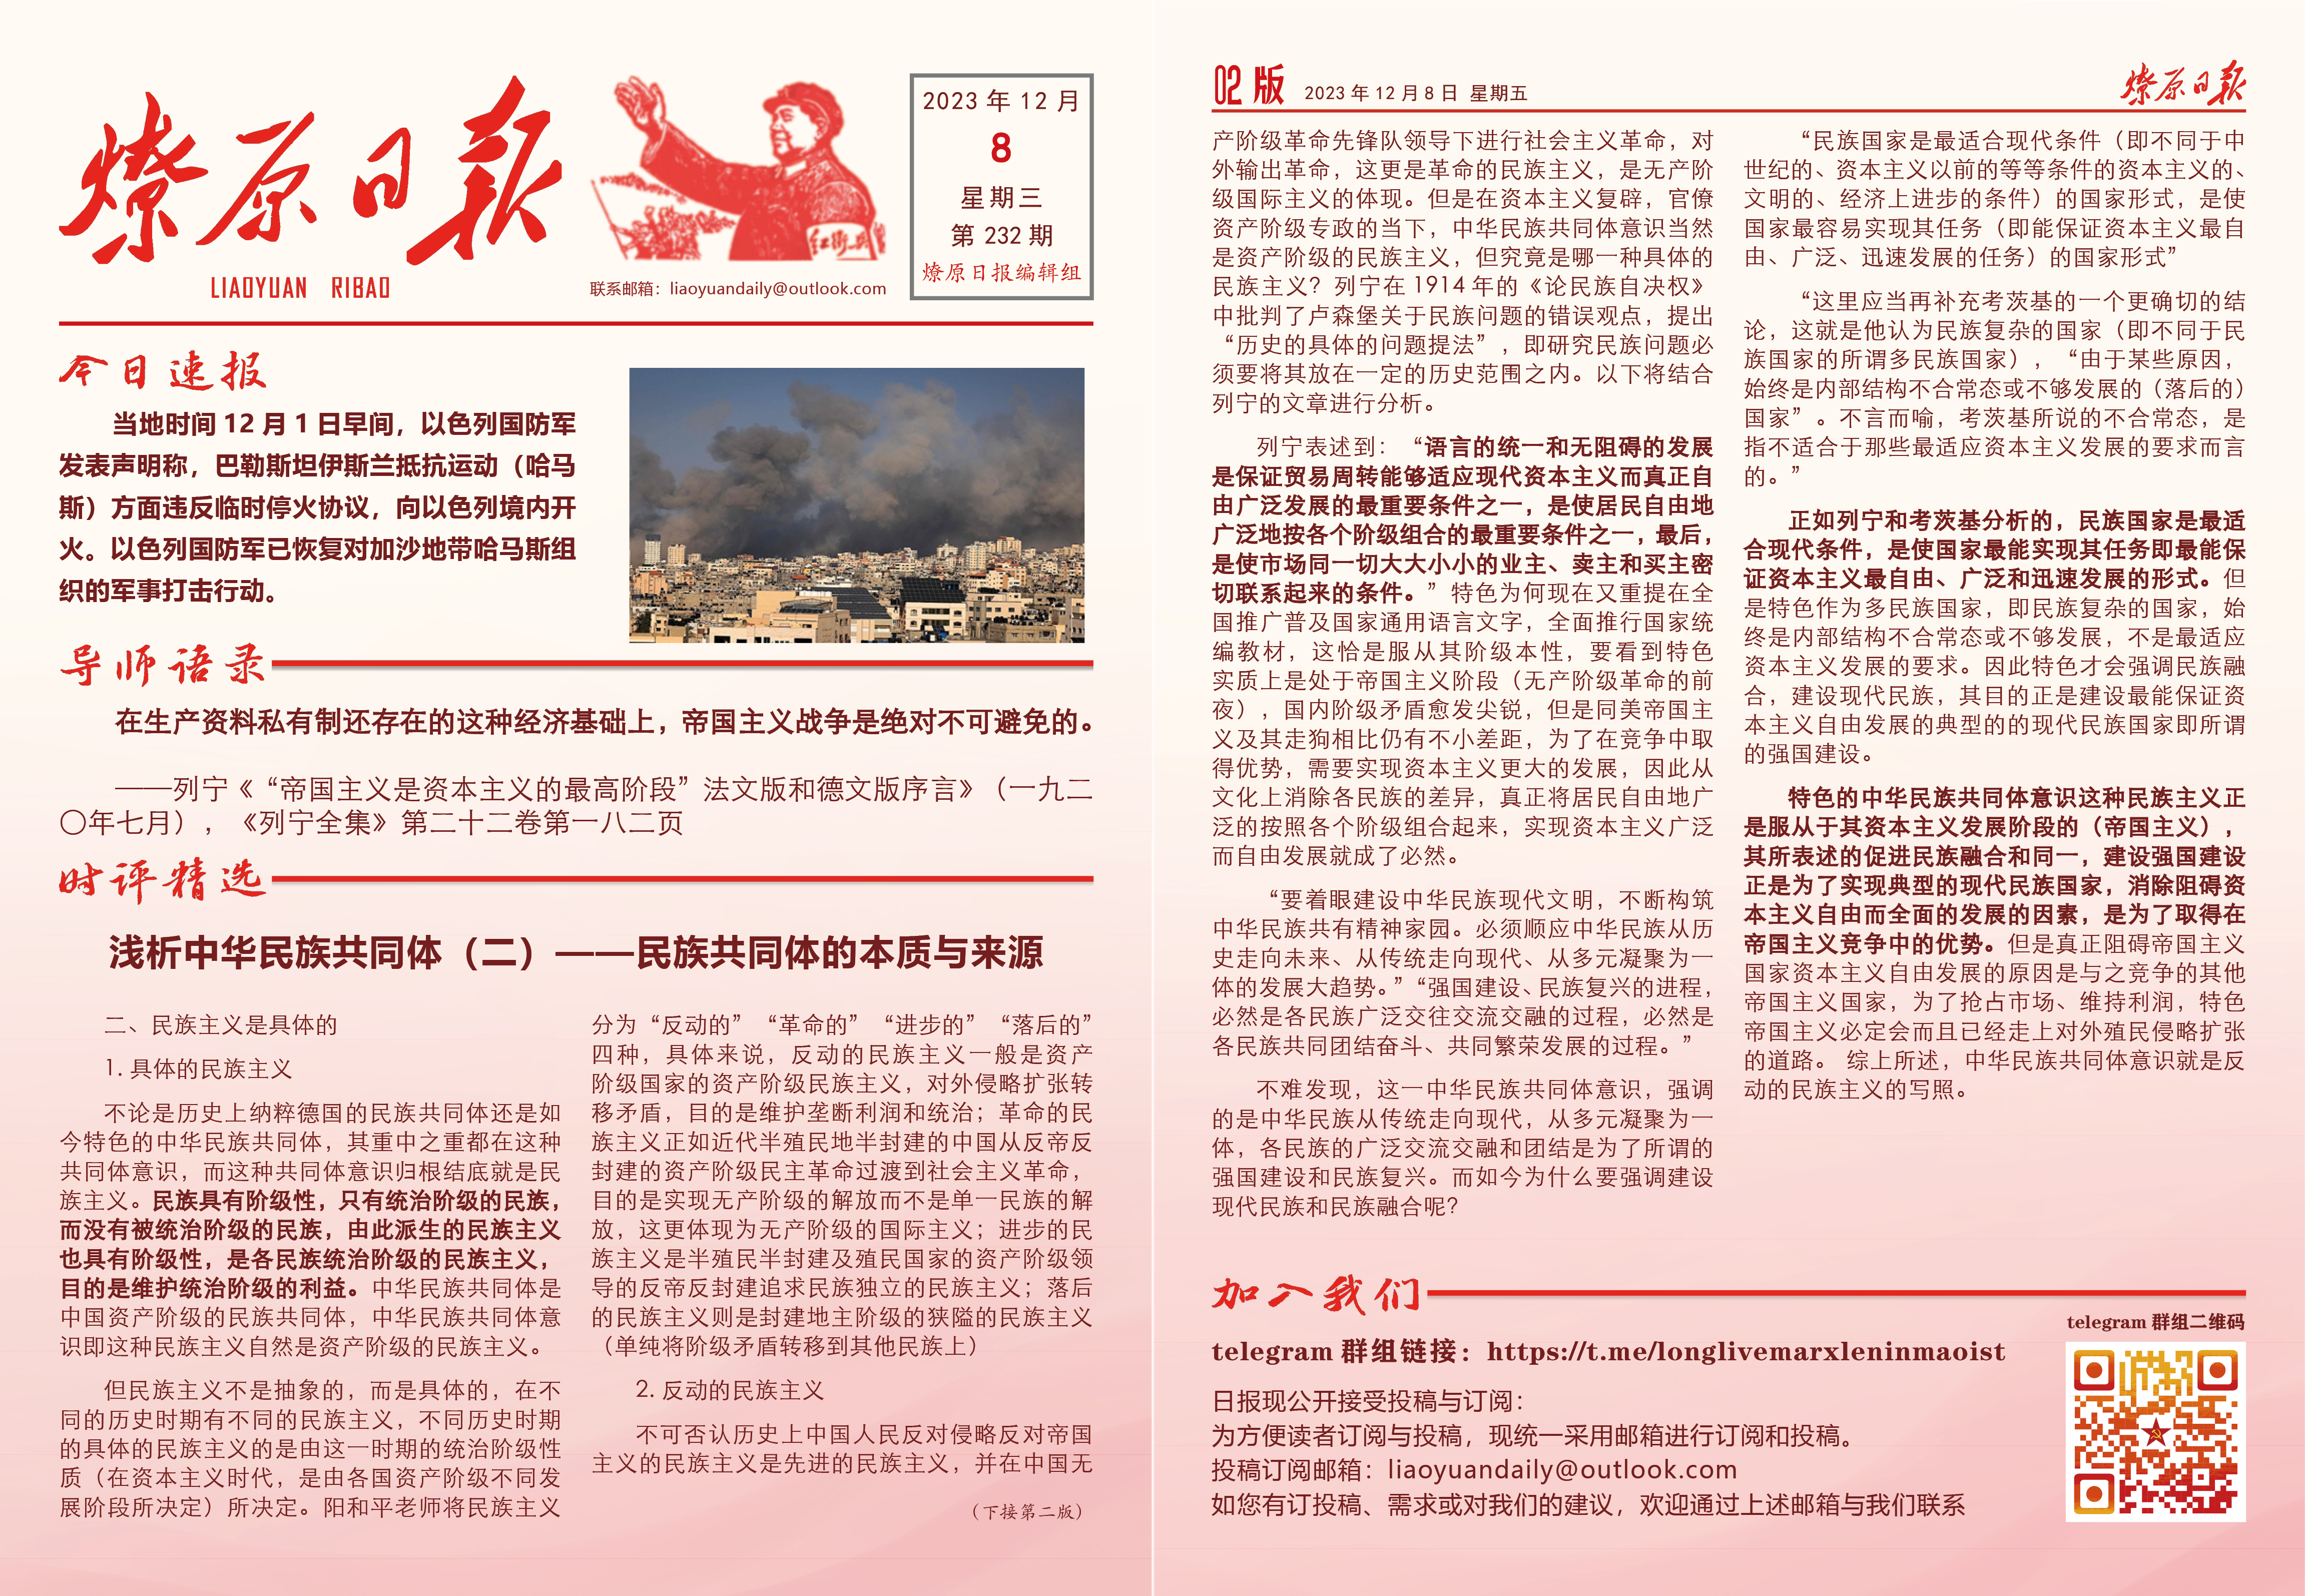 燎原日报
LIAOYUAN RIBAO
红卫兵
联系邮箱：liaoyuandaily@outlook.com
2023 年 12 月
8
星期三
第 232 期
燎原日报编辑组
今日速报
当地时间 12 月 1 日早间，以色列国防军
发表声明称，巴勒斯坦伊斯兰抵抗运动（哈马
斯）方面违反临时停火协议，向以色列境内开
火。以色列国防军已恢复对加沙地带哈马斯组
织的军事打击行动。
导师语录
在生产资料私有制还存在的这种经济基础上，帝国主义战争是绝对不可避免的。
——列宁《“帝国主义是资本主义的最高阶段”法文版和德文版序言》（一九二
〇年七月），《列宁全集》第二十二卷第一八二页
时评精选
浅析中华民族共同体（二）——民族共同体的本质与来源
二、民族主义是具体的
1. 具体的民族主义
不论是历史上纳粹德国的民族共同体还是如
今特色的中华民族共同体，其重中之重都在这种
共同体意识，而这种共同体意识归根结底就是民
族主义。民族具有阶级性，只有统治阶级的民族，
而没有被统治阶级的民族，由此派生的民族主义
也具有阶级性，是各民族统治阶级的民族主义，
目的是维护统治阶级的利益。中华民族共同体是
中国资产阶级的民族共同体，中华民族共同体意
识即这种民族主义自然是资产阶级的民族主义。
但民族主义不是抽象的，而是具体的，在不
同的历史时期有不同的民族主义，不同历史时期
的具体的民族主义的是由这一时期的统治阶级性
质（在资本主义时代，是由各国资产阶级不同发
展阶段所决定）所决定。阳和平老师将民族主义
分为“反动的”“革命的”“进步的”“落后的”
四种，具体来说，反动的民族主义一般是资产
阶级国家的资产阶级民族主义，对外侵略扩张转
移矛盾，目的是维护垄断利润和统治；革命的民
族主义正如近代半殖民地半封建的中国从反帝反
封建的资产阶级民主革命过渡到社会主义革命，
目的是实现无产阶级的解放而不是单一民族的解
放，这更体现为无产阶级的国际主义；进步的民
族主义是半殖民半封建及殖民国家的资产阶级领
导的反帝反封建追求民族独立的民族主义；落后
的民族主义则是封建地主阶级的狭隘的民族主义
（单纯将阶级矛盾转移到其他民族上）
2. 反动的民族主义
不可否认历史上中国人民反对侵略反对帝国
主义的民族主义是先进的民族主义，并在中国无
（下接第二版）
02 版 2023 年 12 月 8 日 星期五
燎原日报
产阶级革命先锋队领导下进行社会主义革命，对
外输出革命，这更是革命的民族主义，是无产阶
级国际主义的体现。但是在资本主义复辟，官僚
资产阶级专政的当下，中华民族共同体意识当然
是资产阶级的民族主义，但究竟是哪一种具体的
民族主义？列宁在 1914 年的《论民族自决权》
中批判了卢森堡关于民族问题的错误观点，提出
“历史的具体的问题提法”，即研究民族问题必
须要将其放在一定的历史范围之内。以下将结合
列宁的文章进行分析。
列宁表述到：“语言的统一和无阻碍的发展
是保证贸易周转能够适应现代资本主义而真正自
由广泛发展的最重要条件之一，是使居民自由地
广泛地按各个阶级组合的最重要条件之一，最后，
是使市场同一切大大小小的业主、卖主和买主密
切联系起来的条件。”特色为何现在又重提在全
国推广普及国家通用语言文字，全面推行国家统
编教材，这恰是服从其阶级本性，要看到特色
实质上是处于帝国主义阶段（无产阶级革命的前
夜），国内阶级矛盾愈发尖锐，但是同美帝国主
义及其走狗相比仍有不小差距，为了在竞争中取
得优势，需要实现资本主义更大的发展，因此从
文化上消除各民族的差异，真正将居民自由地广
泛的按照各个阶级组合起来，实现资本主义广泛
而自由发展就成了必然。
“要着眼建设中华民族现代文明，不断构筑
中华民族共有精神家园。必须顺应中华民族从历
史走向未来、从传统走向现代、从多元凝聚为一
体的发展大趋势。”“强国建设、民族复兴的进程，
必然是各民族广泛交往交流交融的过程，必然是
各民族共同团结奋斗、共同繁荣发展的过程。”
不难发现，这一中华民族共同体意识，强调
的是中华民族从传统走向现代，从多元凝聚为一
体，各民族的广泛交流交融和团结是为了所谓的
强国建设和民族复兴。而如今为什么要强调建设
现代民族和民族融合呢？
“民族国家是最适合现代条件（即不同于中
世纪的、资本主义以前的等等条件的资本主义的、
文明的、经济上进步的条件）的国家形式，是使
国家最容易实现其任务（即能保证资本主义最自
由、广泛、迅速发展的任务）的国家形式”
“这里应当再补充考茨基的一个更确切的结
论，这就是他认为民族复杂的国家（即不同于民
族国家的所谓多民族国家），“由于某些原因，
始终是内部结构不合常态或不够发展的（落后的）
国家”。不言而喻，考茨基所说的不合常态，是
指不适合于那些最适应资本主义发展的要求而言
的。”
正如列宁和考茨基分析的，民族国家是最适
合现代条件，是使国家最能实现其任务即最能保
证资本主义最自由、广泛和迅速发展的形式。但
是特色作为多民族国家，即民族复杂的国家，始
终是内部结构不合常态或不够发展，不是最适应
资本主义发展的要求。因此特色才会强调民族融
合，建设现代民族，其目的正是建设最能保证资
本主义自由发展的典型的的现代民族国家即所谓
的强国建设。
特色的中华民族共同体意识这种民族主义正
是服从于其资本主义发展阶段的（帝国主义），
其所表述的促进民族融合和同一，建设强国建设
正是为了实现典型的现代民族国家，消除阻碍资
本主义自由而全面的发展的因素，是为了取得在
帝国主义竞争中的优势。但是真正阻碍帝国主义
国家资本主义自由发展的原因是与之竞争的其他
帝国主义国家，为了抢占市场、维持利润，特色
帝国主义必定会而且已经走上对外殖民侵略扩张
的道路。 综上所述，中华民族共同体意识就是反
动的民族主义的写照。
加入我们
telegram 群组链接：https://t.me/longlivemarxleninmaoist
日报现公开接受投稿与订阅：
为方便读者订阅与投稿，现统一采用邮箱进行订阅和投稿。
投稿订阅邮箱：liaoyuandaily@outlook.com
如您有订投稿、需求或对我们的建议，欢迎通过上述邮箱与我们联系
telegram 群组二维码